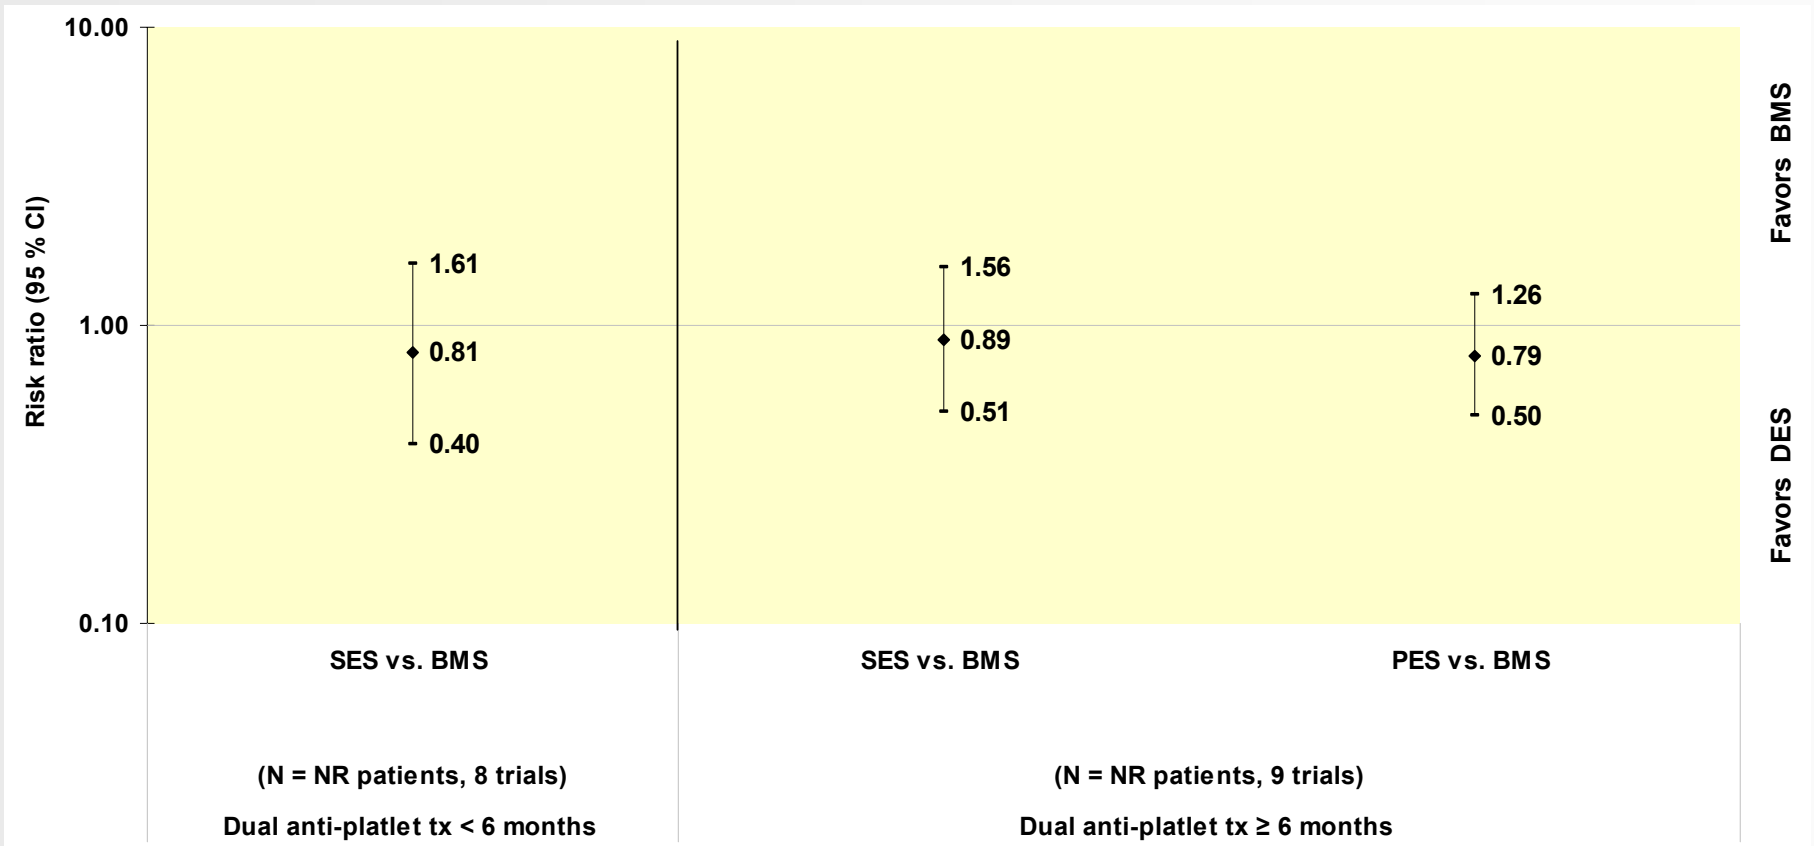 10.00
1.00
0.10
Risk ratio (95 % CI)
1.61
0.81
0.40
1.56
0.89
0.51
1.26
0.79
0.50
Favors BMS
Favors DES
SES vs. BMS
SES vs. BMS
PES vs. BMS
(N = NR patients, 8 trials)
(N = NR patients, 9 trials)
Dual anti-platlet tx < 6 months
Dual anti-platlet tx ≥ 6 months